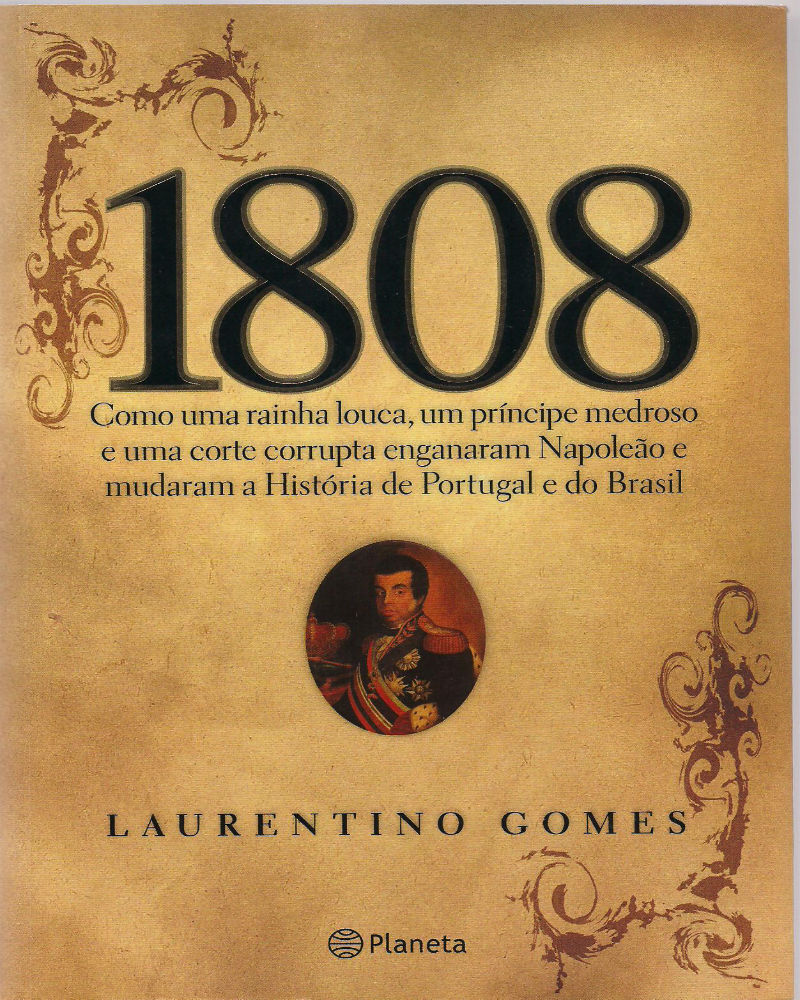 1808
Como uma rainha louca, um príncipe medroso
e uma corte corrupta enganaram Napoleão e
mudaram a História de Portugal e do Brasil
LAURENTINO GOMES
Planeta